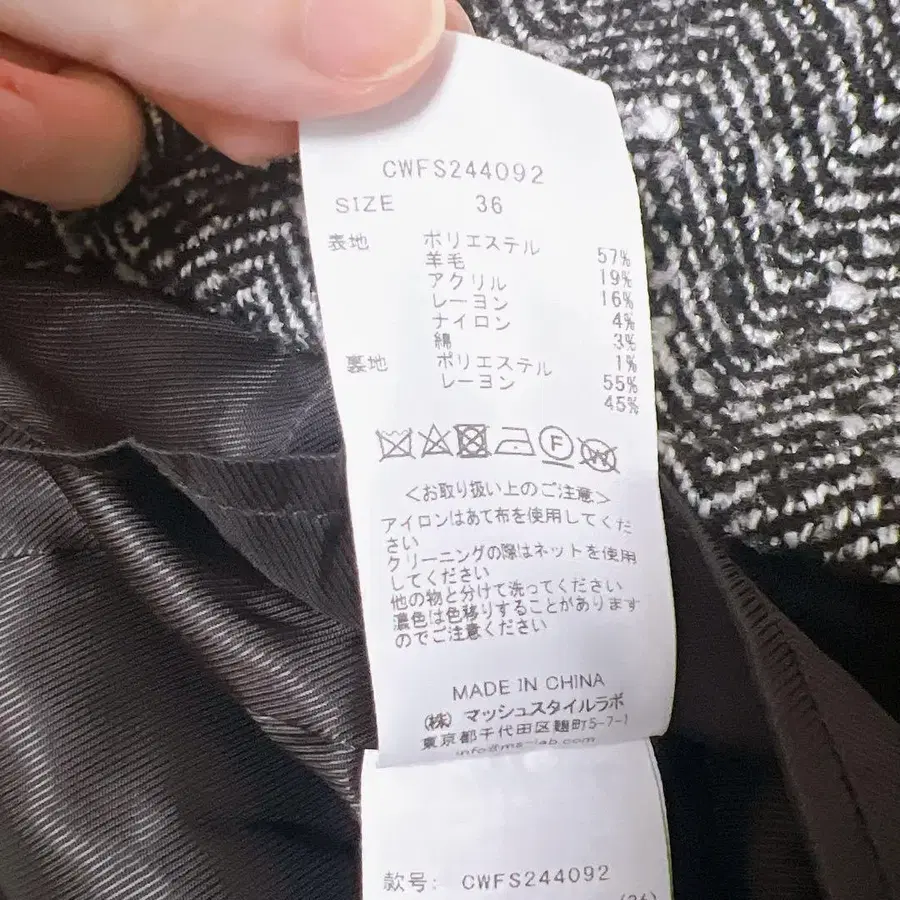 CWFS244092
SIZE 36
表地 ポリエステル 57%
羊毛 19%
アクリル 16%
レーヨン 4%
ナイロン 3%
綿 1%
裏地 ポリエステル 55%
レーヨン 45%
F W
<お取り扱い上のご注意>
アイロンはあて布を使用してくだ
さい
クリーニングの際はネットを使用
してください
他の物と分けて洗ってください
濃色は色移りすることがあります
のでご注意ください
MADE IN CHINA
(株) マッシュスタイルラボ
東京都千代田区麹町5-7-1
info@ms-lab.com
款号: CWFS244092
(36)